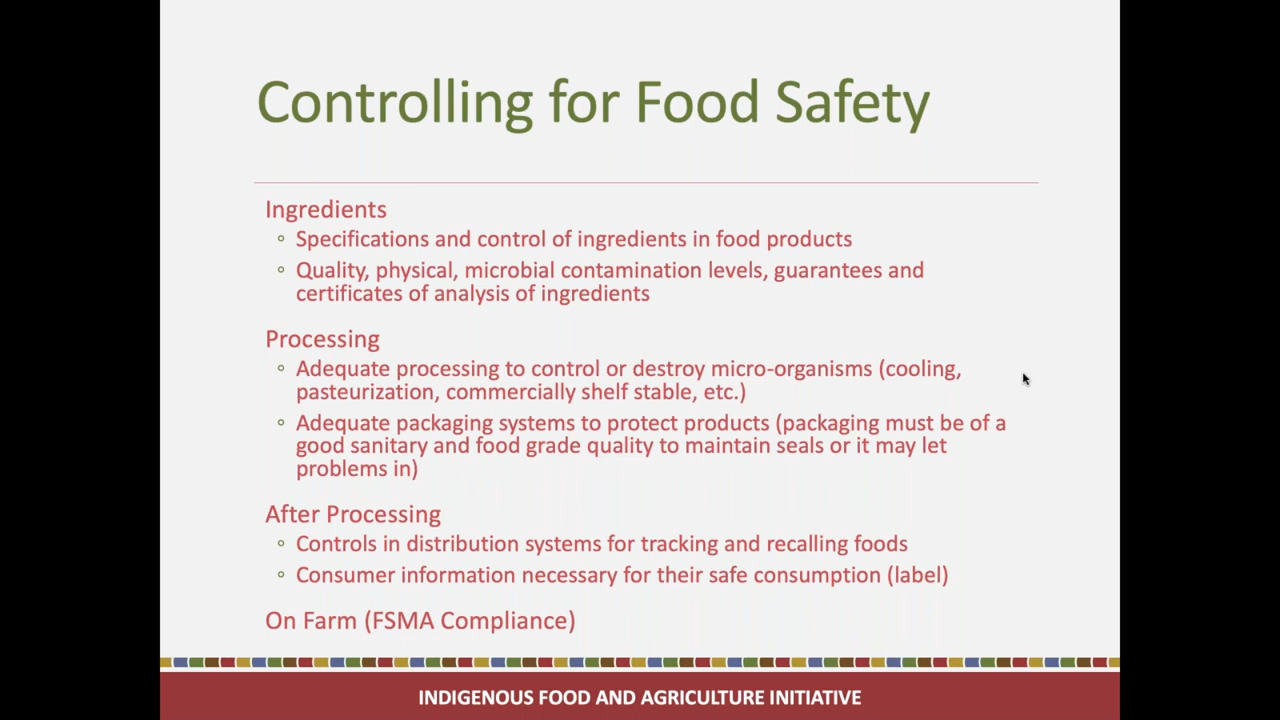 Controlling for Food Safety
Ingredients
◦ Specifications and control of ingredients in food products
◦ Quality, physical, microbial contamination levels, guarantees and
certificates of analysis of ingredients
Processing
◦ Adequate processing to control or destroy micro-organisms (cooling,
pasteurization, commercially shelf stable, etc.)
◦ Adequate packaging systems to protect products (packaging must be of a
good sanitary and food grade quality to maintain seals or it may let
problems in)
After Processing
◦ Controls in distribution systems for tracking and recalling foods
◦ Consumer information necessary for their safe consumption (label)
On Farm (FSMA Compliance)
INDIGENOUS FOOD AND AGRICULTURE INITIATIVE